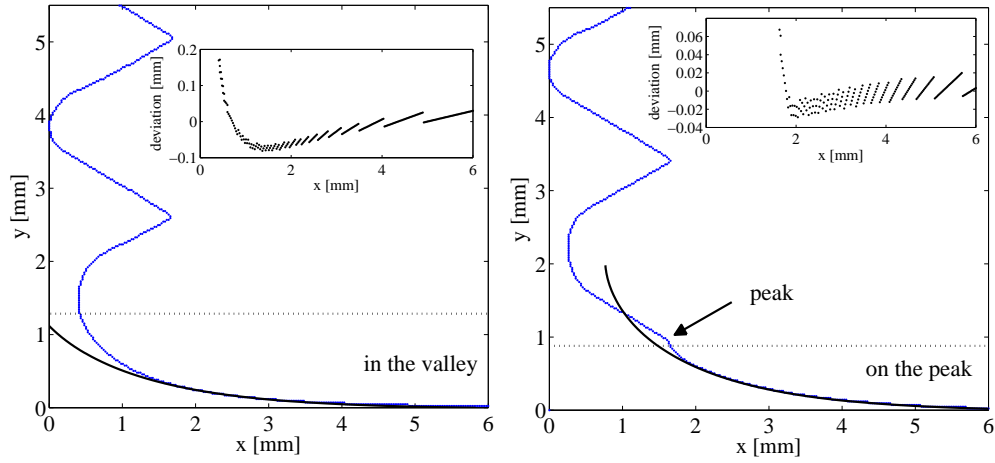 5
4
3
2
1
0
0 1 2 3 4 5 6
y [mm]
x [mm]
0.2
0.1
0
−0.1
0 2 4 6
deviation [mm]
x [mm]
in the valley
5
4
3
2
1
0
0 1 2 3 4 5 6
y [mm]
x [mm]
0.06
0.04
0.02
0
−0.02
−0.04
0 2 4 6
deviation [mm]
x [mm]
peak
on the peak